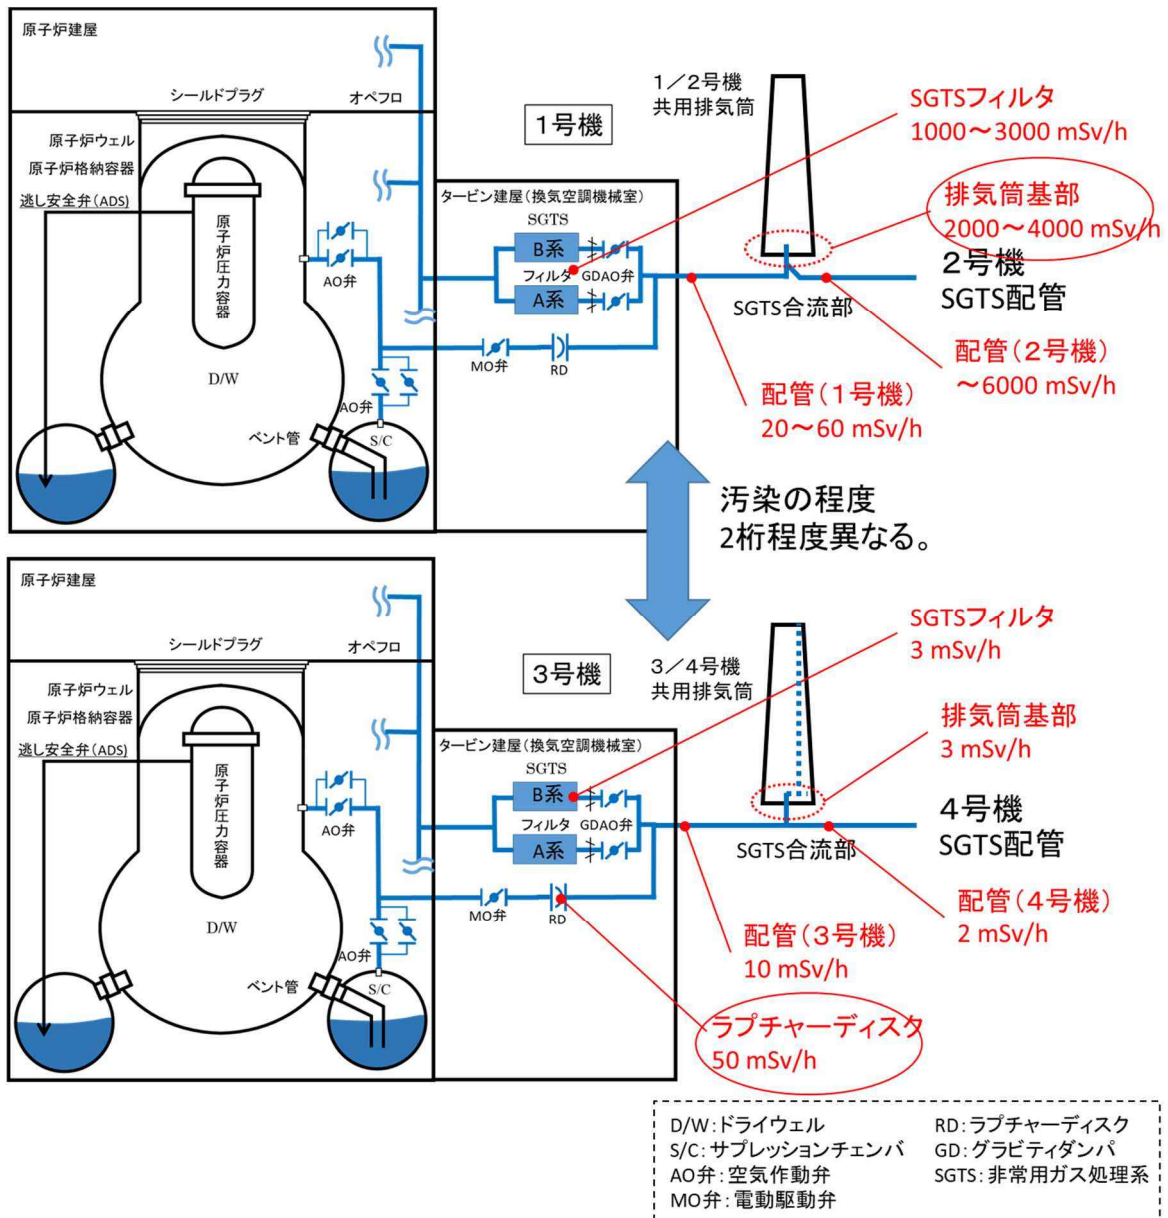 原子炉建屋
シールドプラグ
オペフロ
原子炉ウェル
原子炉格納容器
逃し安全弁(ADS)
原子炉圧力容器
AO弁
D/W
AO弁
ベント管
S/C
1号機
タービン建屋(換気空調機械室)
SGTS
B系
フィルタ
GDAO弁
A系
MO弁
RD
1/2号機
共用排気筒
SGTSフィルタ
1000~3000 mSv/h
排気筒基部
2000~4000 mSv/h
2号機
SGTS配管
SGTS合流部
配管(2号機)
~6000 mSv/h
配管(1号機)
20~60 mSv/h
汚染の程度
2桁程度異なる。
原子炉建屋
シールドプラグ
オペフロ
原子炉ウェル
原子炉格納容器
逃し安全弁(ADS)
原子炉圧力容器
AO弁
D/W
AO弁
ベント管
S/C
3号機
タービン建屋(換気空調機械室)
SGTS
B系
フィルタ
GDAO弁
A系
MO弁
RD
3/4号機
共用排気筒
SGTSフィルタ
3 mSv/h
排気筒基部
3 mSv/h
4号機
SGTS配管
SGTS合流部
配管(4号機)
2 mSv/h
配管(3号機)
10 mSv/h
ラプチャーディスク
50 mSv/h
D/W:ドライウェル
S/C:サプレッションチェンバ
AO弁:空気作動弁
MO弁:電動駆動弁
RD:ラプチャーディスク
GD:グラビティダンパ
SGTS:非常用ガス処理系